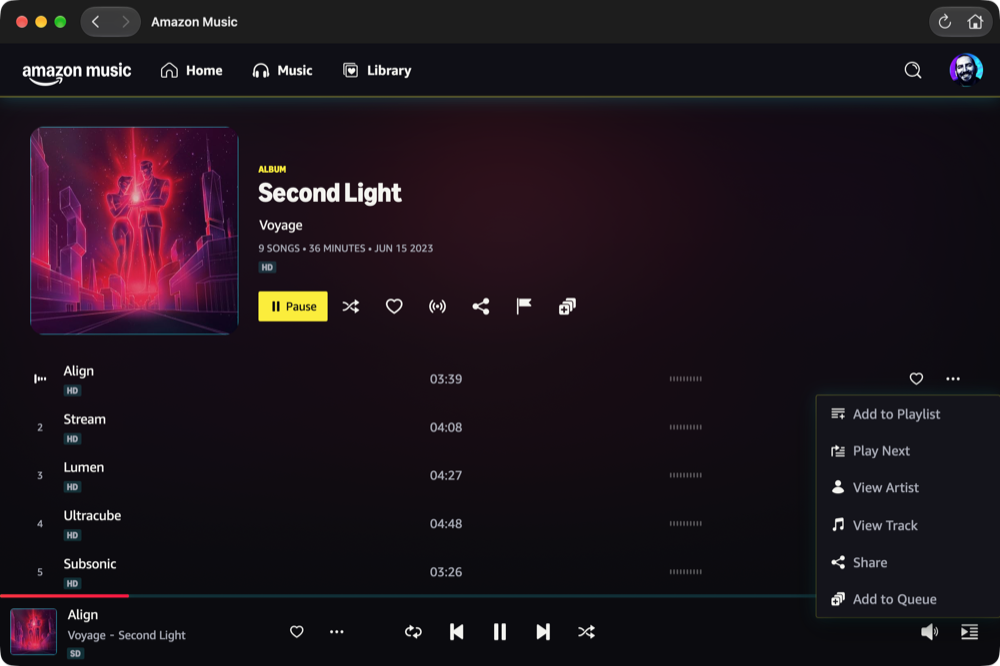 Amazon Music
amazon music
Home
Music
Library
ALBUM
Second Light
Voyage
9 SONGS • 36 MINUTES • JUN 15 2023
HD
Pause
Align
HD
03:39
2
Stream
HD
04:08
3
Lumen
HD
04:27
4
Ultracube
HD
04:48
5
Subsonic
HD
03:26
Add to Playlist
Play Next
View Artist
View Track
Share
Add to Queue
Align
Voyage - Second Light
SD